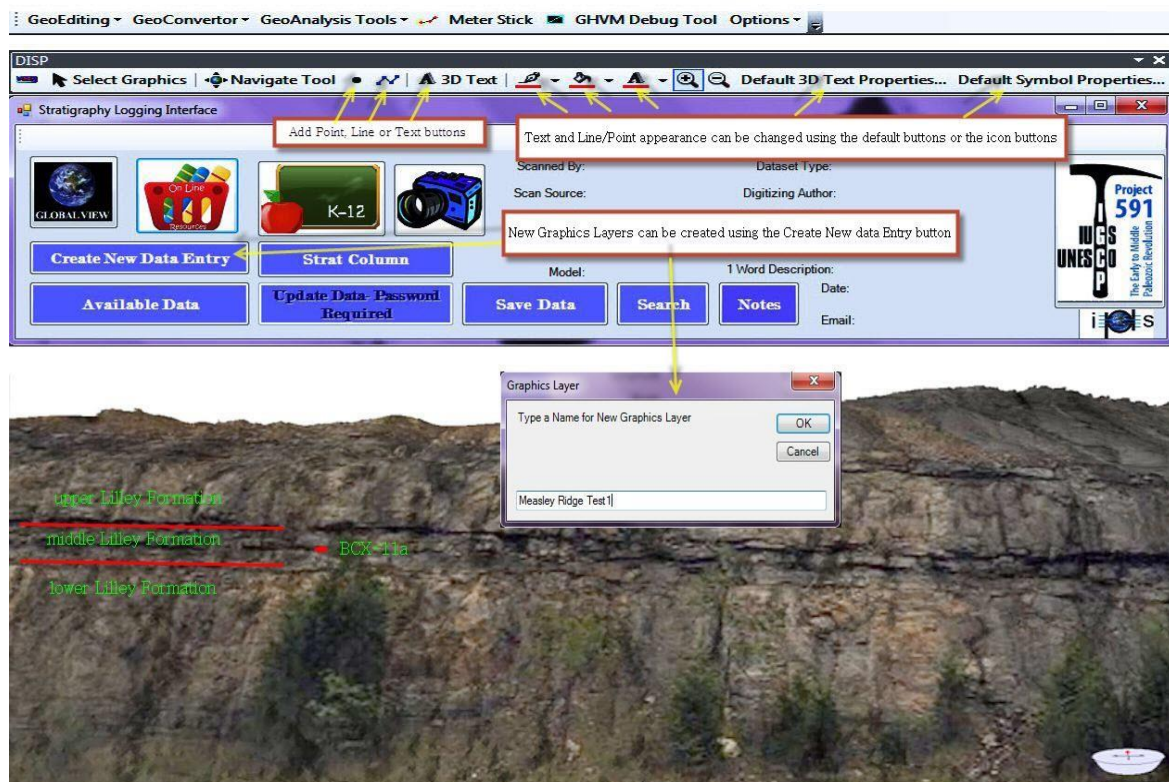 GeoEditing GeoConvertor GeoAnalysis Tools Meter Stick GHVM Debug Tool Options
DISP
Select Graphics Navigate Tool 3D Text A Default 3D Text Properties... Default Symbol Properties...
Stratigraphy Logging Interface
Add Point, Line or Text buttons
Text and Line/Point appearance can be changed using the default buttons or the icon buttons
Scanned By:
Dataset Type:
Scan Source:
Digitizing Author:
GLOBAL VIEW
On Line
Resources
K-12
New Graphics Layers can be created using the Create New data Entry button
Create New Data Entry
Strat Column
Model:
1 Word Description:
Available Data
Update Data- Password
Required
Save Data
Search
Notes
Date:
Email:
Project
591
IUGS
UNESCO
IGCP
The Early to Middle
Paleozoic Revolution
Graphics Layer
Type a Name for New Graphics Layer
OK
Cancel
Measley Ridge Test1
upper Lilley Formation
middle Lilley Formation
BCX-11a
lower Lilley Formation